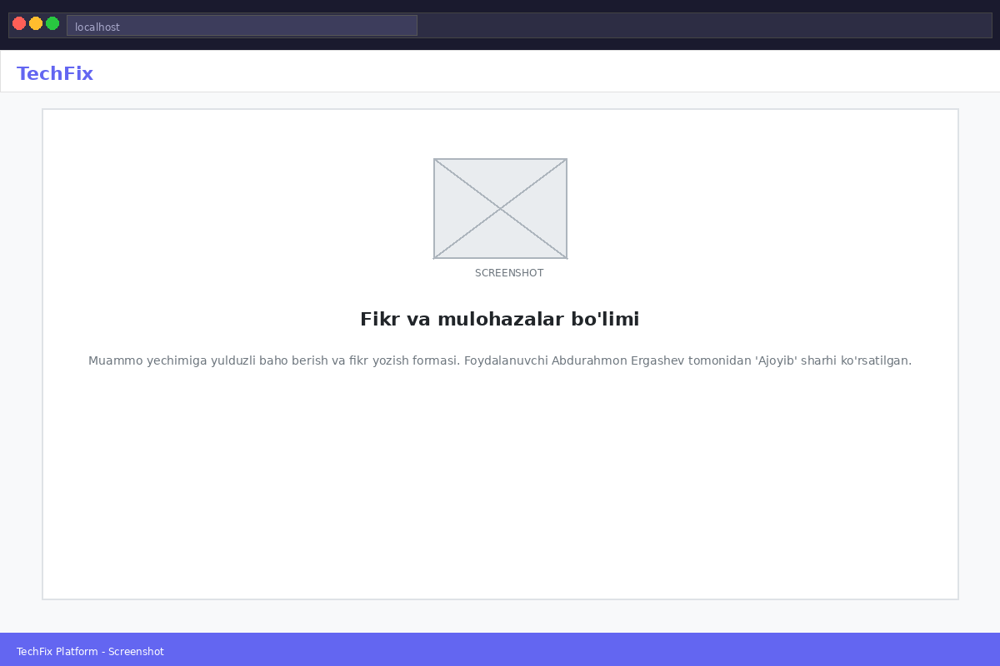 localhost
TechFix
SCREENSHOT
Fikr va mulohazalar bo'limi
Muammo yechimiga yulduzli baho berish va fikr yozish formasi. Foydalanuvchi Abdurahmon Ergashev tomonidan 'Ajoyib' sharhi ko'rsatilgan.
TechFix Platform - Screenshot